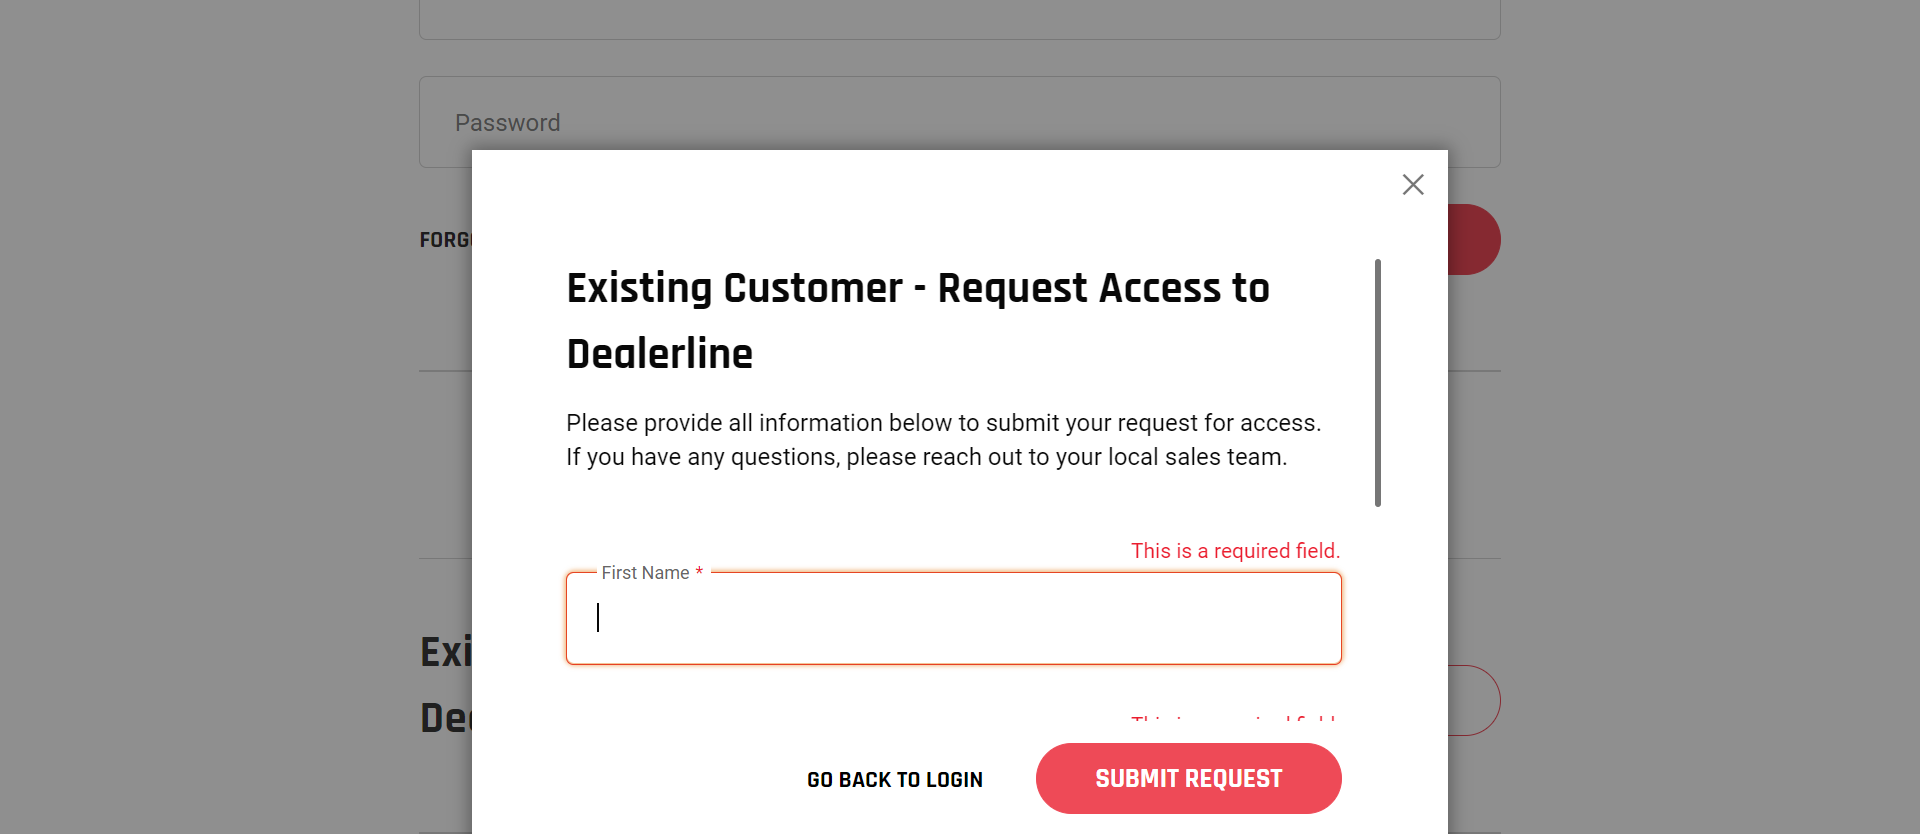 Password
FORG
Existing Customer - Request Access to
Dealerline
Please provide all information below to submit your request for access.
If you have any questions, please reach out to your local sales team.
This is a required field.
First Name *
Exi
De
GO BACK TO LOGIN
SUBMIT REQUEST